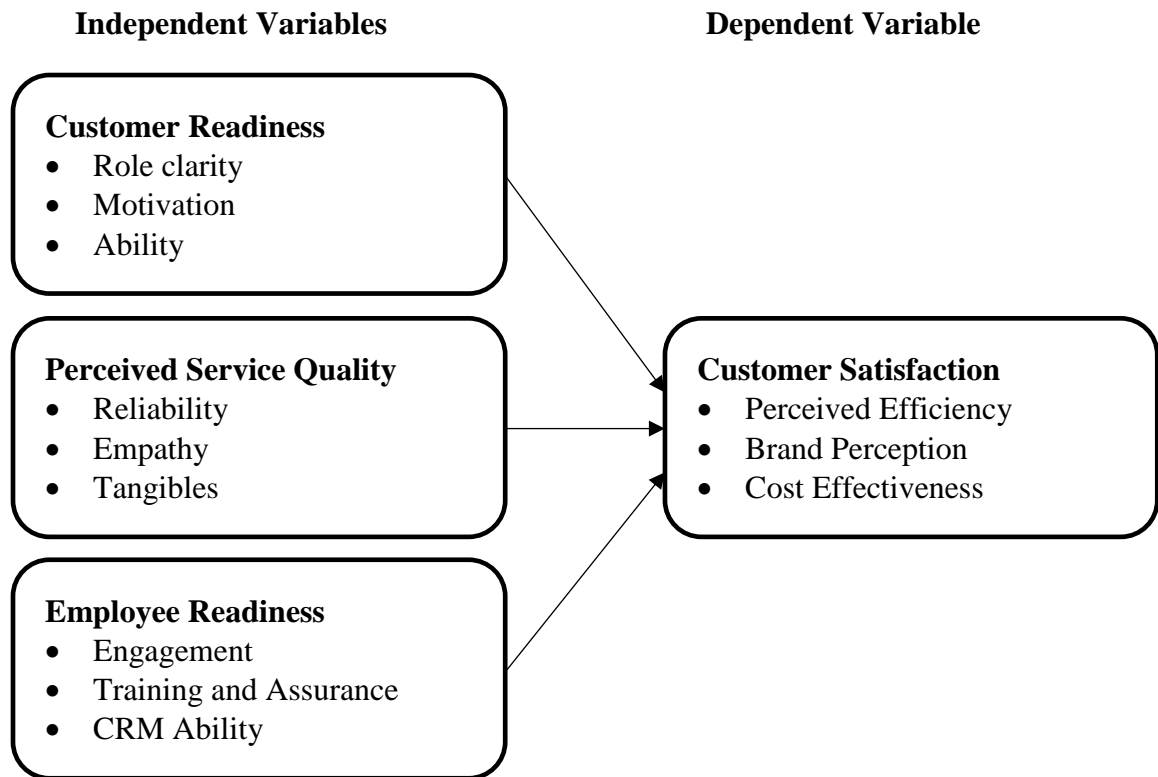 Independent Variables
Dependent Variable
Customer Readiness
• Role clarity
• Motivation
• Ability
Perceived Service Quality
• Reliability
• Empathy
• Tangibles
Employee Readiness
• Engagement
• Training and Assurance
• CRM Ability
Customer Satisfaction
• Perceived Efficiency
• Brand Perception
• Cost Effectiveness